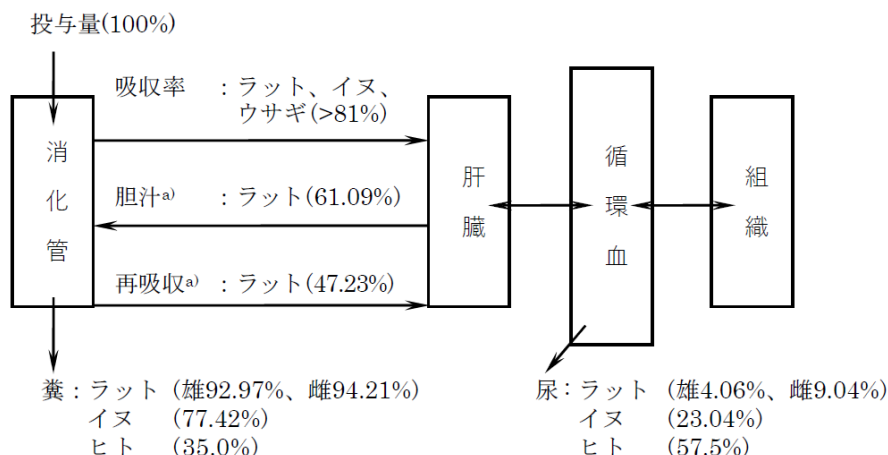 投与量(100%)
吸収率 : ラット、イヌ、
ウサギ(>81%)
消化管
胆汁a) : ラット(61.09%)
再吸収a) : ラット(47.23%)
肝臓
循環血
組織
糞 : ラット (雄92.97%、雌94.21%)
イヌ (77.42%)
ヒト (35.0%)
尿: ラット (雄4.06%、雌9.04%)
イヌ (23.04%)
ヒト (57.5%)